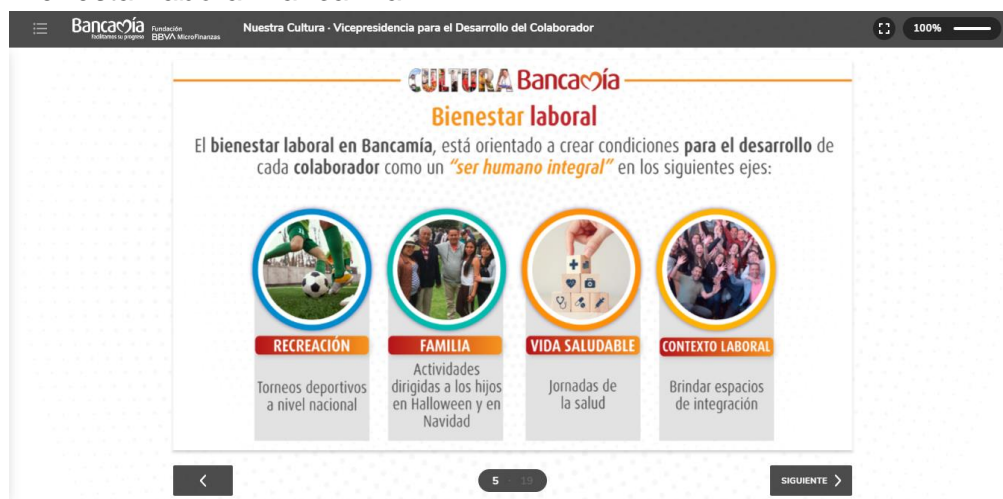 Bancamía
Facilitamos su progreso
Fundación
BBVA MicroFinanzas
Nuestra Cultura - Vicepresidencia para el Desarrollo del Colaborador
100%
CULTURA Bancamía
Bienestar laboral
El bienestar laboral en Bancamía, está orientado a crear condiciones para el desarrollo de
cada colaborador como un "ser humano integral" en los siguientes ejes:
RECREACIÓN
Torneos deportivos
a nivel nacional
FAMILIA
Actividades
dirigidas a los hijos
en Halloween y en
Navidad
VIDA SALUDABLE
Jornadas de
la salud
CONTEXTO LABORAL
Brindar espacios
de integración
5 - 19
SIGUIENTE